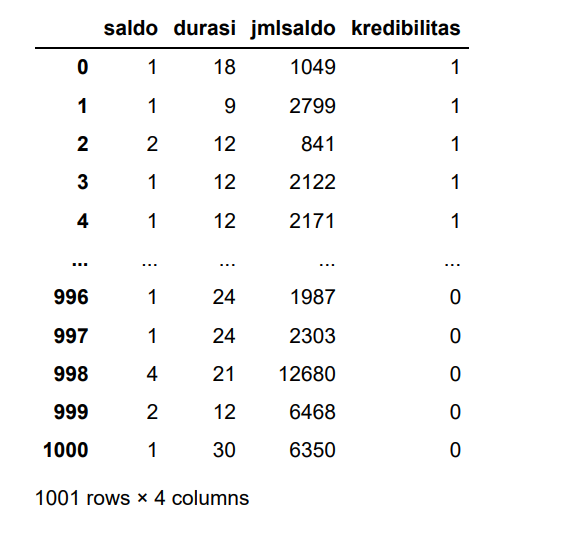 saldo durasi jmlsaldo kredibilitas
0 1 18 1049 1
1 1 9 2799 1
2 2 12 841 1
3 1 12 2122 1
4 1 12 2171 1
... ... ... ... ...
996 1 24 1987 0
997 1 24 2303 0
998 4 21 12680 0
999 2 12 6468 0
1000 1 30 6350 0
1001 rows × 4 columns